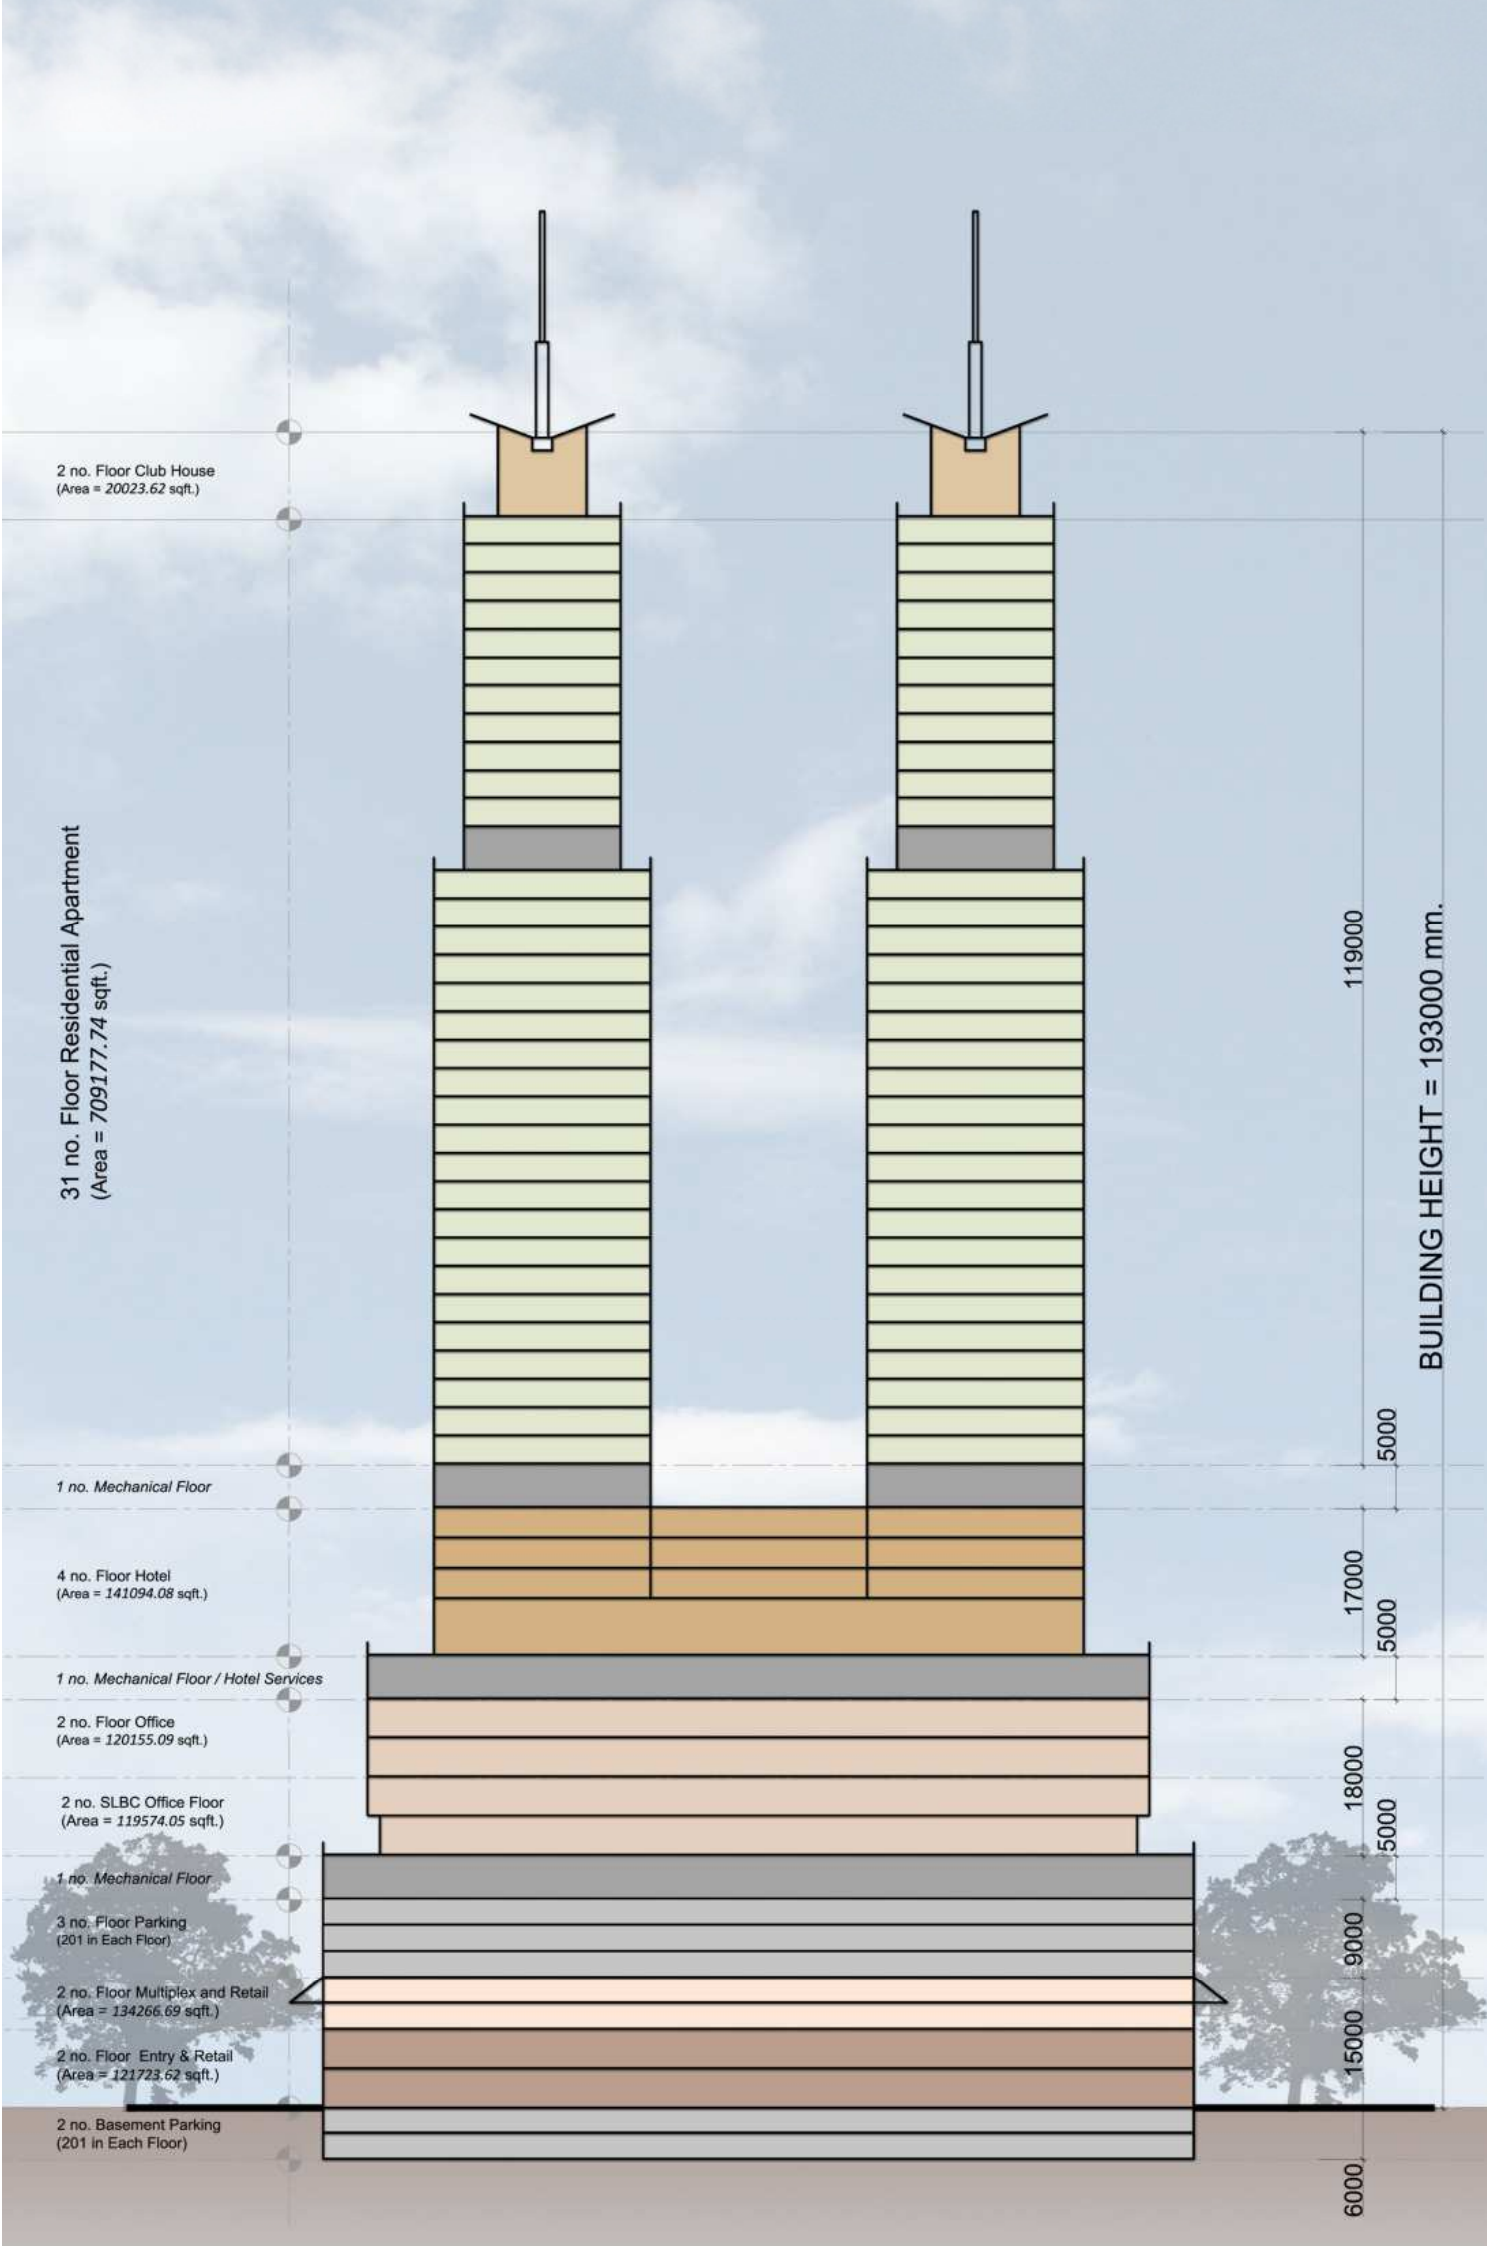 2 no. Floor Club House
(Area = 20023.62 sqft.)
31 no. Floor Residential Apartment
(Area = 709177.74 sqft.)
1 no. Mechanical Floor
4 no. Floor Hotel
(Area = 141094.08 sqft.)
1 no. Mechanical Floor / Hotel Services
2 no. Floor Office
(Area = 120155.09 sqft.)
2 no. SLBC Office Floor
(Area = 119574.05 sqft.)
1 no. Mechanical Floor
3 no. Floor Parking
(201 in Each Floor)
2 no. Floor Multiplex and Retail
(Area = 134266.69 sqft.)
2 no. Floor Entry & Retail
(Area = 121723.62 sqft.)
2 no. Basement Parking
(201 in Each Floor)
119000
5000
17000
5000
18000
5000
9000
15000
6000
BUILDING HEIGHT = 193000 mm.